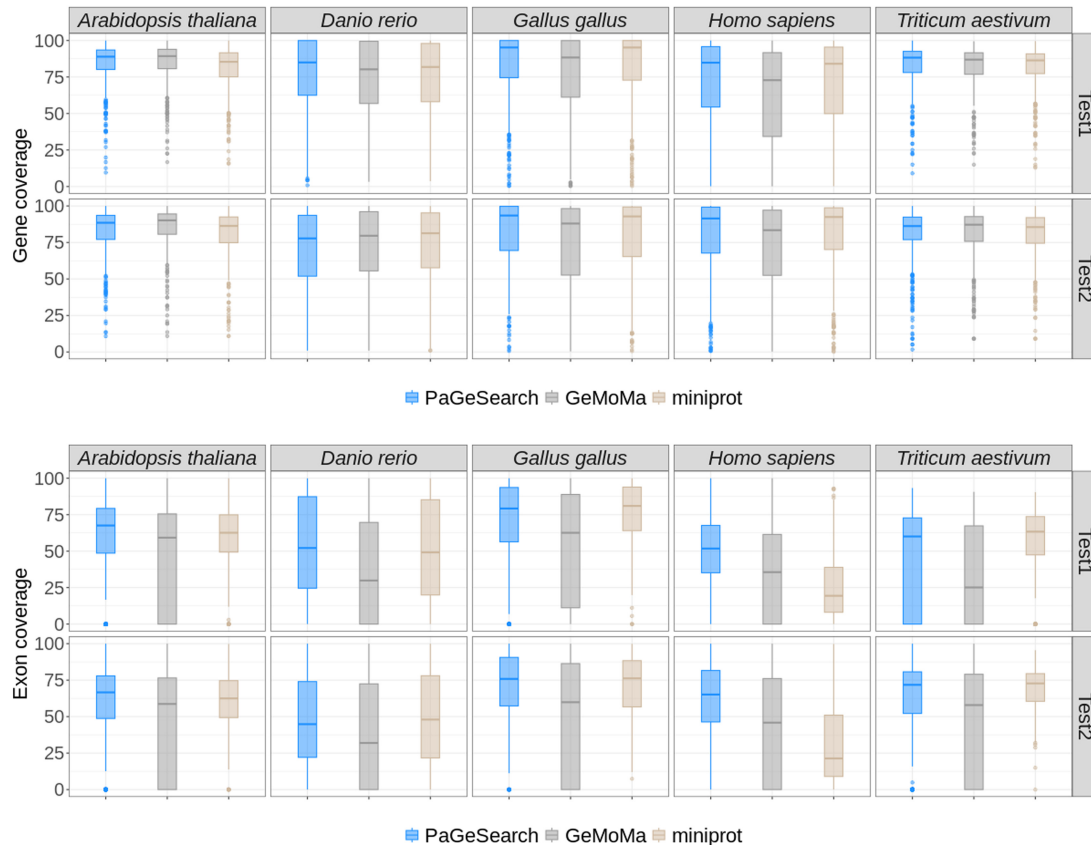 Arabidopsis thaliana Danio rerio Gallus gallus Homo sapiens Triticum aestivum
Gene coverage
100
75
50
25
0
Test1
100
75
50
25
0
Test2
PaGeSearch GeMoMa miniprot
Arabidopsis thaliana Danio rerio Gallus gallus Homo sapiens Triticum aestivum
Exon coverage
100
75
50
25
0
Test1
100
75
50
25
0
Test2
PaGeSearch GeMoMa miniprot